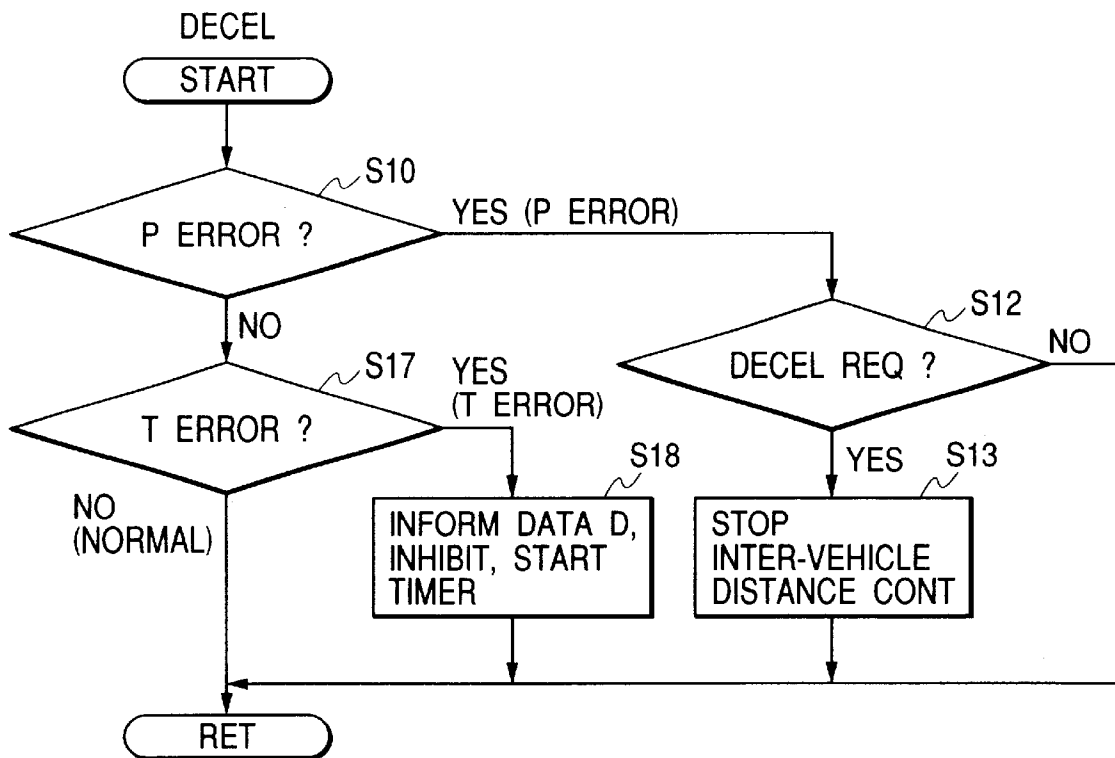 DECEL
START
S10
P ERROR ?
YES (P ERROR)
NO
S12
DECEL REQ ?
NO
S17
T ERROR ?
YES
(T ERROR)
YES
NO
(NORMAL)
S18
INFORM DATA D,
INHIBIT, START
TIMER
S13
STOP
INTER-VEHICLE
DISTANCE CONT
RET